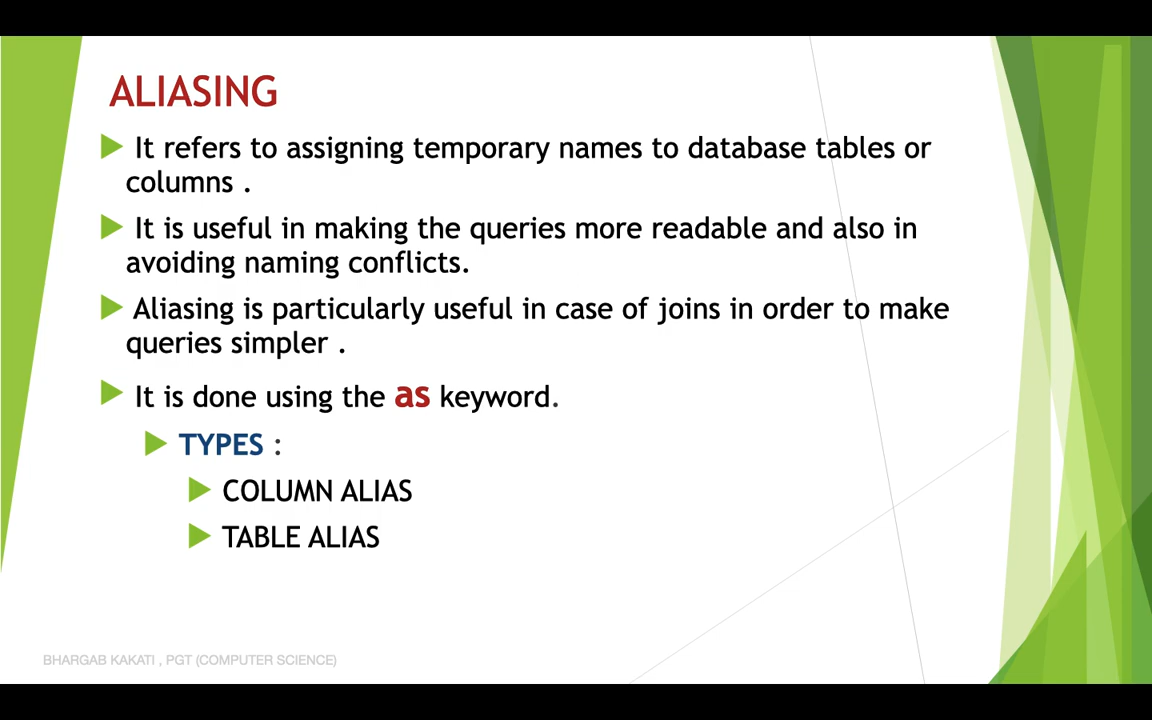 ALIASING
It refers to assigning temporary names to database tables or
columns .
It is useful in making the queries more readable and also in
avoiding naming conflicts.
Aliasing is particularly useful in case of joins in order to make
queries simpler .
It is done using the as keyword.
TYPES :
COLUMN ALIAS
TABLE ALIAS
BHARGAB KAKATI , PGT (COMPUTER SCIENCE)